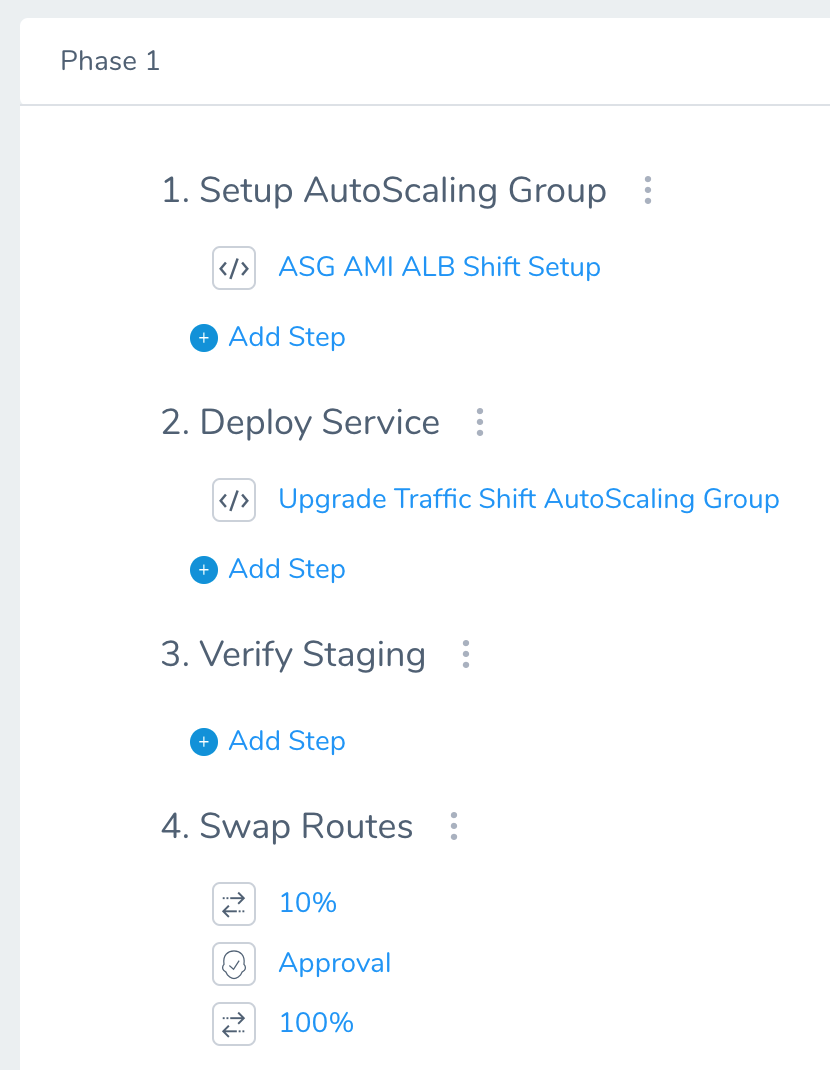 Phase 1
1. Setup AutoScaling Group
</> ASG AMI ALB Shift Setup
+ Add Step
2. Deploy Service
</> Upgrade Traffic Shift AutoScaling Group
+ Add Step
3. Verify Staging
+ Add Step
4. Swap Routes
10%
Approval
100%